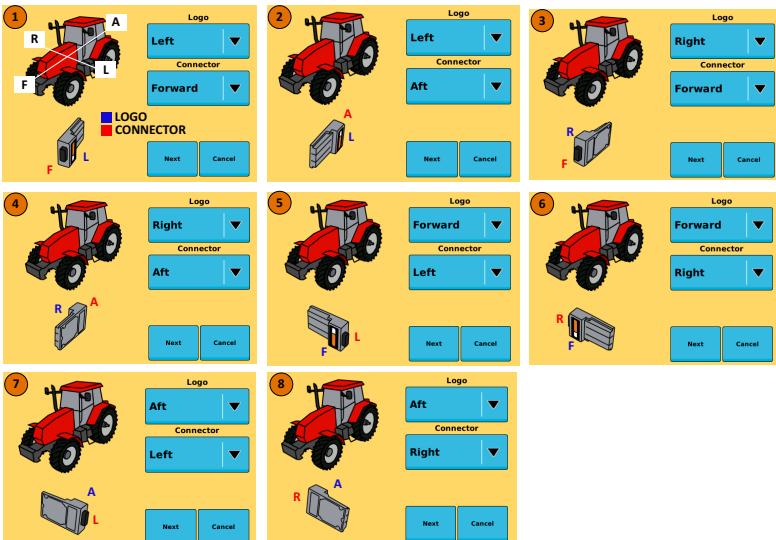 1
A
R
L
F
LOGO
CONNECTOR
F
L
Logo
Left
Connector
Forward
Next Cancel
2
A
L
Logo
Left
Connector
Aft
Next Cancel
3
R
F
Logo
Right
Connector
Forward
Next Cancel
4
R A
Logo
Right
Connector
Aft
Next Cancel
5
L
F
Logo
Forward
Connector
Left
Next Cancel
6
R
F
Logo
Forward
Connector
Right
Next Cancel
7
A
L
Logo
Aft
Connector
Left
Next Cancel
8
A
R
Logo
Aft
Connector
Right
Next Cancel